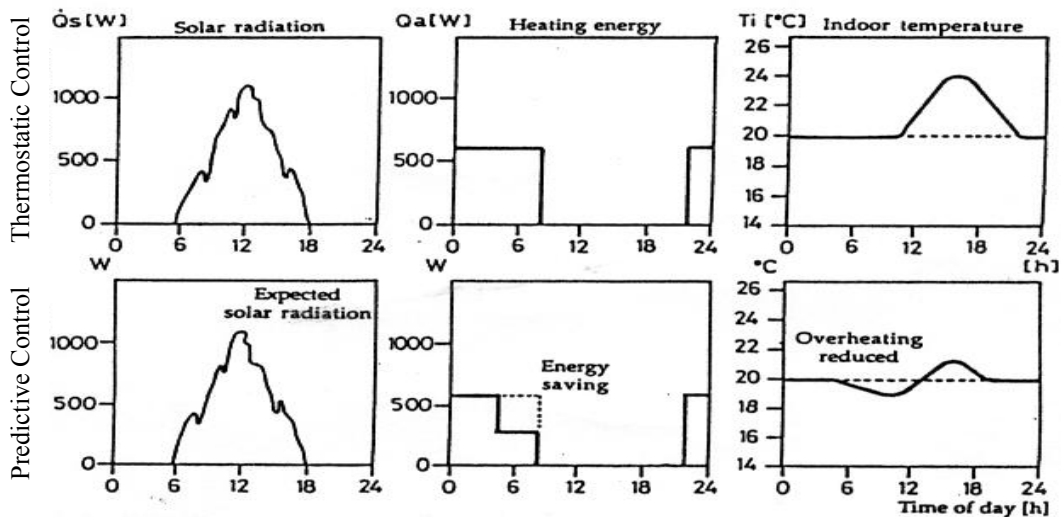 Thermostatic Control
Q̇s [W] Solar radiation
1000
500
0
0 6 12 18 24
Qa [W] Heating energy
1000
500
0
0 6 12 18 24
Ti [°C] Indoor temperature
26
24
22
20
18
16
14
0 6 12 18 24
[h]
Predictive Control
W
Expected
solar radiation
1000
500
0
0 6 12 18 24
W
Energy
saving
1000
500
0
0 6 12 18 24
°C
Overheating
reduced
26
24
22
20
18
16
14
0 6 12 18 24
Time of day [h]